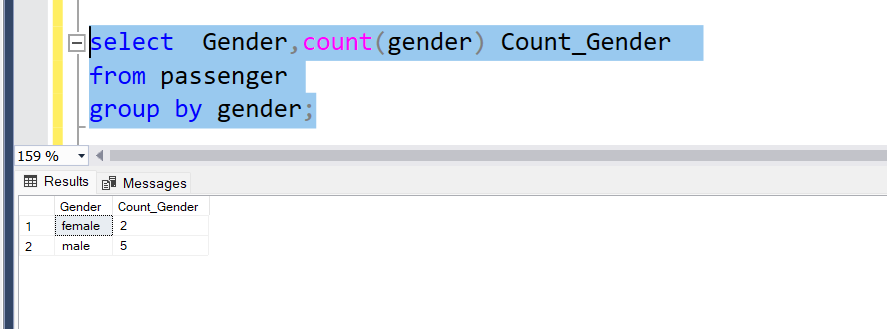 select  Gender,count(gender) Count_Gender
from passenger
group by gender;
159 %
Results Messages
Gender Count_Gender
1 female 2
2 male 5